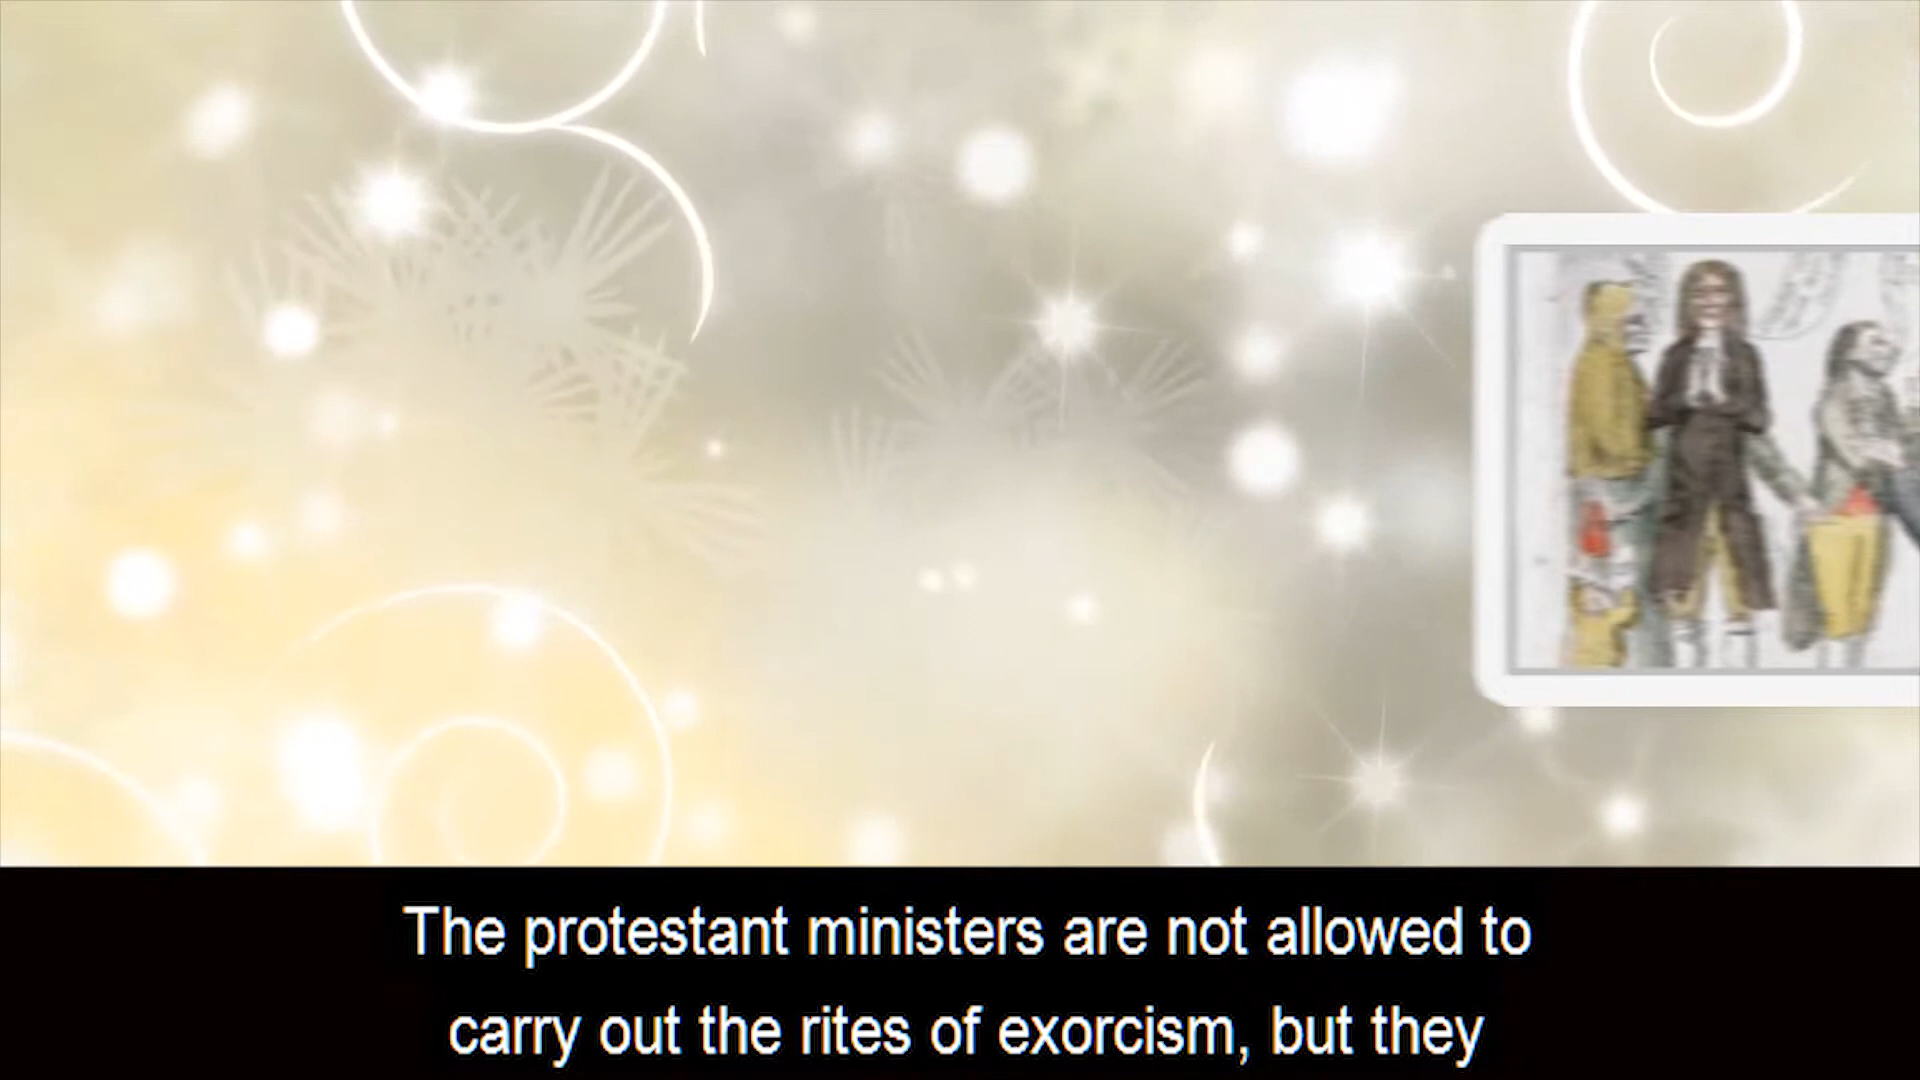 The protestant ministers are not allowed to
carry out the rites of exorcism, but they